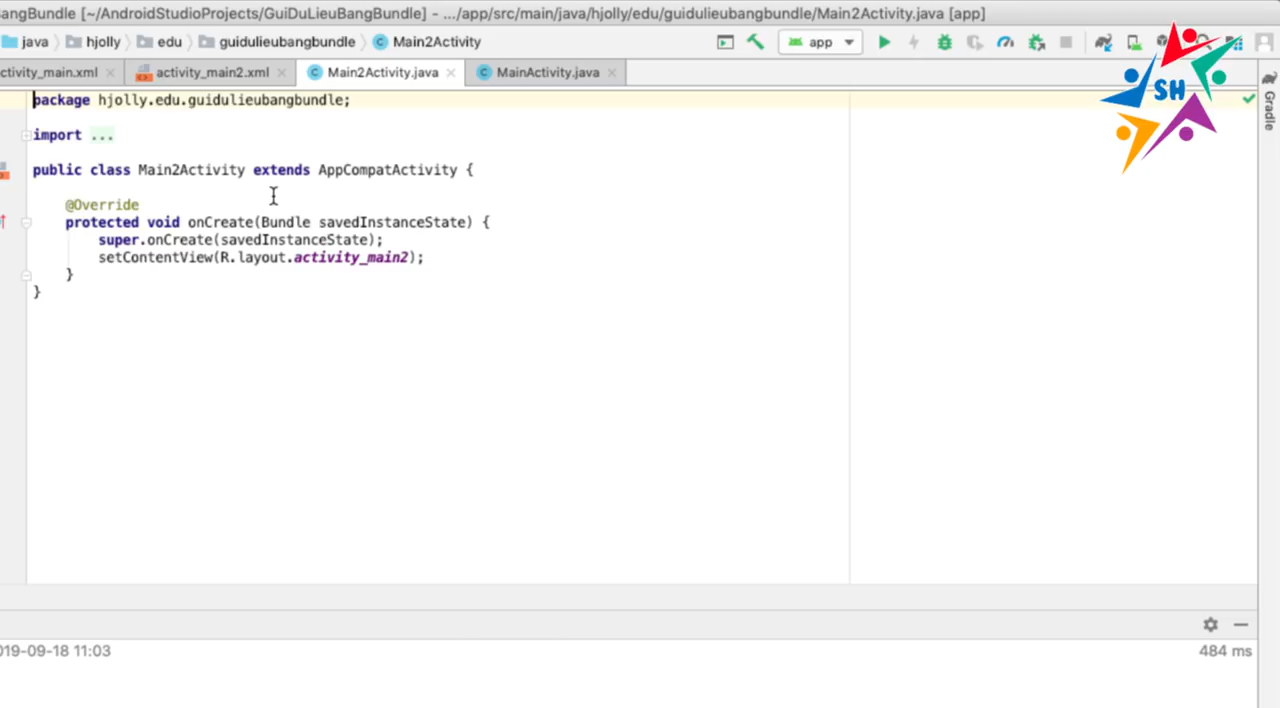 BangBundle [~/AndroidStudioProjects/GuiDuLieuBangBundle] - .../app/src/main/java/hjolly/edu/guidulieubangbundle/Main2Activity.java [app]
java hjolly edu guidulieubangbundle Main2Activity app
ctivity_main.xml activity_main2.xml Main2Activity.java MainActivity.java
SH
Gradle
package hjolly.edu.guidulieubangbundle;
import ...
public class Main2Activity extends AppCompatActivity {
@Override
protected void onCreate(Bundle savedInstanceState) {
super.onCreate(savedInstanceState);
setContentView(R.layout.activity_main2);
}
}
019-09-18 11:03 484 ms